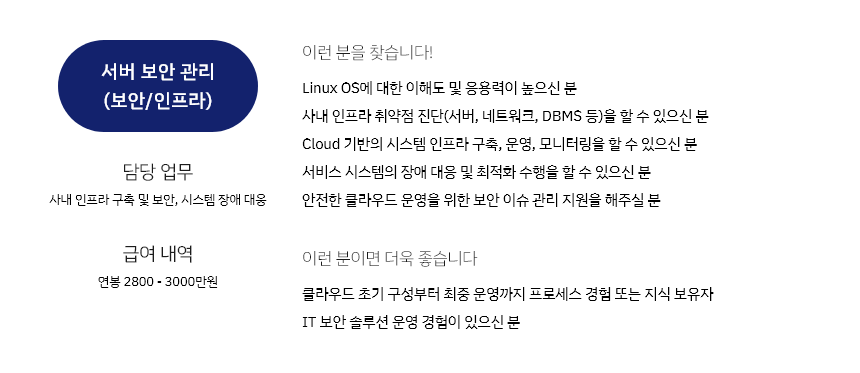 서버 보안 관리
(보안/인프라)
담당 업무
사내 인프라 구축 및 보안, 시스템 장애 대응
급여 내역
연봉 2800 - 3000만원
이런 분을 찾습니다!
Linux OS에 대한 이해도 및 응용력이 높으신 분
사내 인프라 취약점 진단(서버, 네트워크, DBMS 등)을 할 수 있으신 분
Cloud 기반의 시스템 인프라 구축, 운영, 모니터링을 할 수 있으신 분
서비스 시스템의 장애 대응 및 최적화 수행을 할 수 있으신 분
안전한 클라우드 운영을 위한 보안 이슈 관리 지원을 해주실 분
이런 분이면 더욱 좋습니다
클라우드 초기 구성부터 최중 운영까지 프로세스 경험 또는 지식 보유자
IT 보안 솔루션 운영 경험이 있으신 분